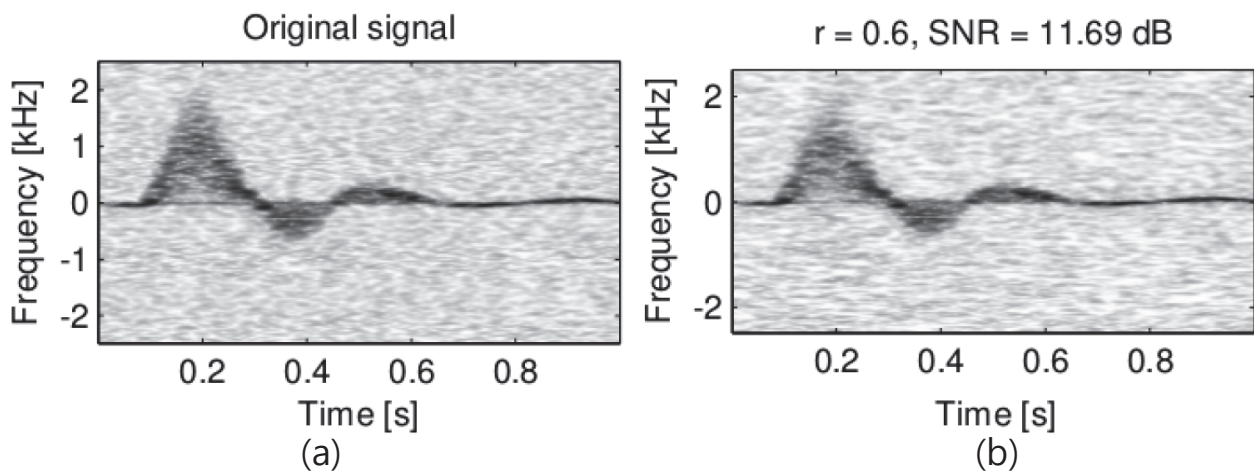 Original signal
Frequency [kHz]
2
1
0
-1
-2
0.2 0.4 0.6 0.8
Time [s]
(a)
r = 0.6, SNR = 11.69 dB
Frequency [kHz]
2
0
-2
0.2 0.4 0.6 0.8
Time [s]
(b)